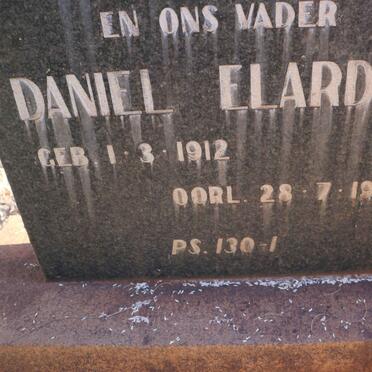 EN ONS VADER
DANIEL ELARD
GEB. 1·3·1912
OORL. 28·7·19
PS. 130-1